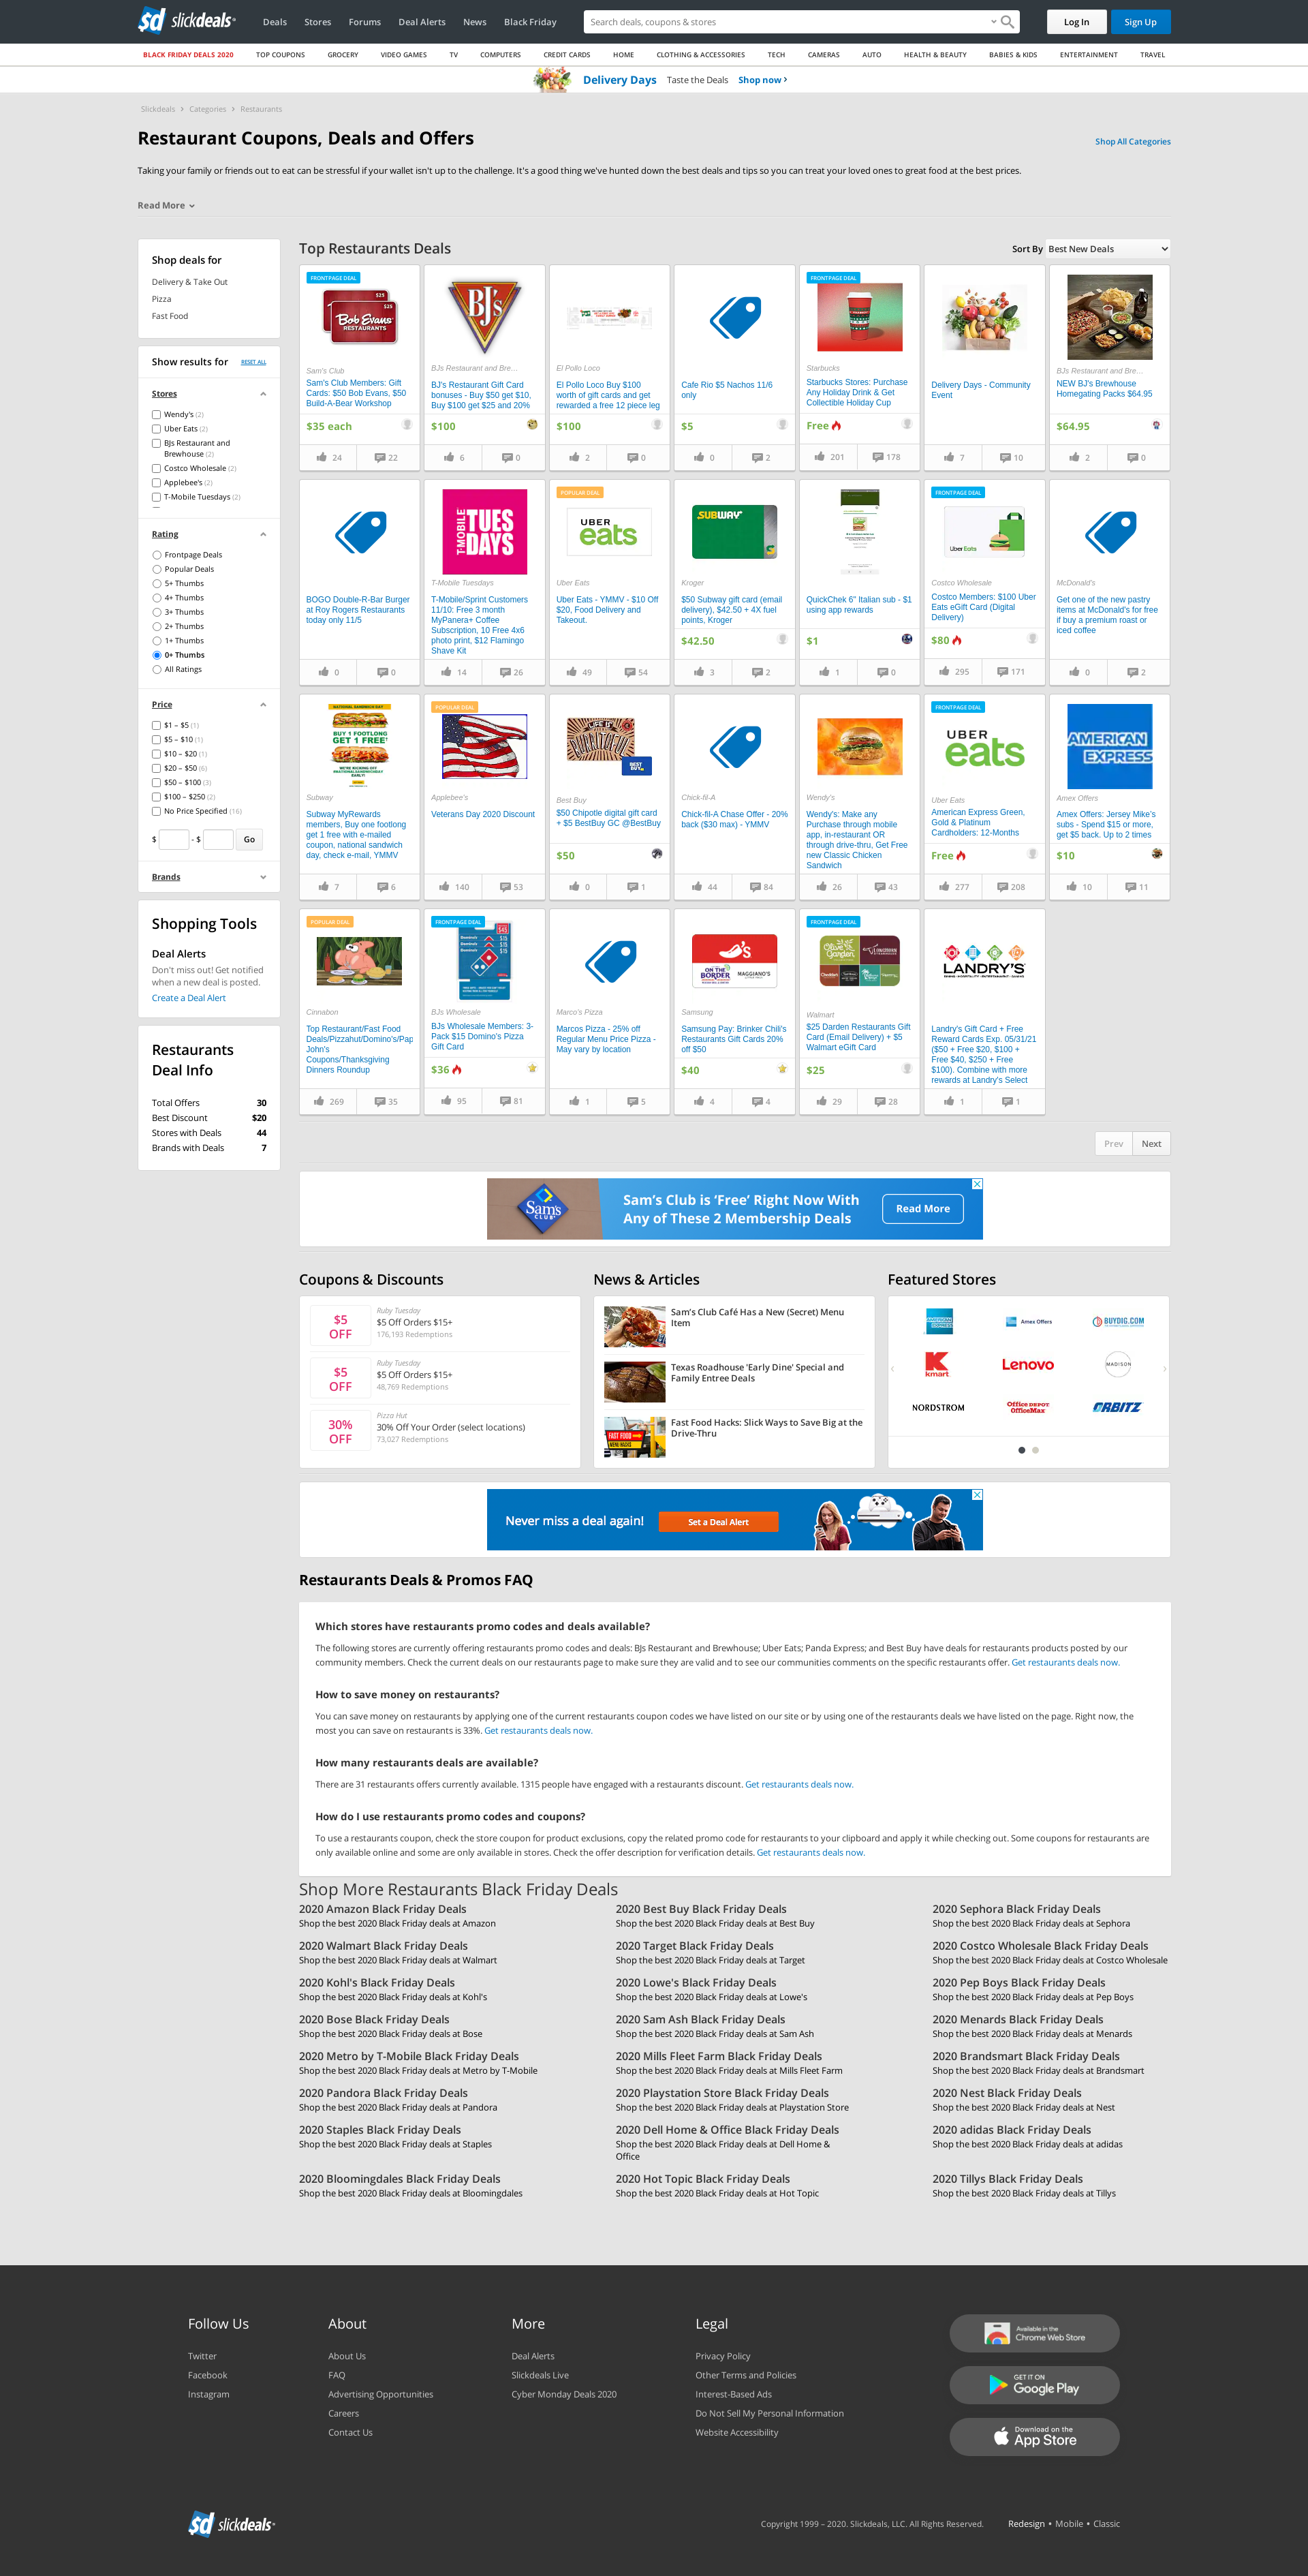 slickdeals
Deals Stores Forums Deal Alerts News Black Friday
Search deals, coupons & stores
Log In Sign Up
BLACK FRIDAY DEALS 2020 TOP COUPONS GROCERY VIDEO GAMES TV COMPUTERS CREDIT CARDS HOME CLOTHING & ACCESSORIES TECH CAMERAS AUTO HEALTH & BEAUTY BABIES & KIDS ENTERTAINMENT TRAVEL
Delivery Days Taste the Deals Shop now ›
Slickdeals › Categories › Restaurants
Restaurant Coupons, Deals and Offers
Shop All Categories
Taking your family or friends out to eat can be stressful if your wallet isn't up to the challenge. It's a good thing we've hunted down the best deals and tips so you can treat your loved ones to great food at the best prices.
Read More
Shop deals for
Delivery & Take Out
Pizza
Fast Food
Show results for RESET ALL
Stores
Wendy's (2)
Uber Eats (2)
BJs Restaurant and
Brewhouse (2)
Costco Wholesale (2)
Applebee's (2)
T-Mobile Tuesdays (2)
Rating
Frontpage Deals
Popular Deals
5+ Thumbs
4+ Thumbs
3+ Thumbs
2+ Thumbs
1+ Thumbs
0+ Thumbs
All Ratings
Price
$1 – $5 (1)
$5 – $10 (1)
$10 – $20 (1)
$20 – $50 (6)
$50 – $100 (3)
$100 – $250 (2)
No Price Specified (16)
$ - $ Go
Brands
Shopping Tools
Deal Alerts
Don't miss out! Get notified
when a new deal is posted.
Create a Deal Alert
Restaurants
Deal Info
Total Offers 30
Best Discount $20
Stores with Deals 44
Brands with Deals 7
Top Restaurants Deals
Sort By Best New Deals
FRONTPAGE DEAL
Bob Evans
RESTAURANTS
Sam's Club
Sam's Club Members: Gift
Cards: $50 Bob Evans, $50
Build-A-Bear Workshop
$35 each
24 22
BJ's
BJs Restaurant and Bre...
BJ's Restaurant Gift Card
bonuses - Buy $50 get $10,
Buy $100 get $25 and 20%
$100
6 0
El Pollo Loco
El Pollo Loco Buy $100
worth of gift cards and get
rewarded a free 12 piece leg
$100
2 0
Cafe Rio $5 Nachos 11/6
only
$5
0 2
FRONTPAGE DEAL
Starbucks
Starbucks Stores: Purchase
Any Holiday Drink & Get
Collectible Holiday Cup
Free
201 178
Delivery Days - Community
Event
7 10
BJs Restaurant and Bre...
NEW BJ's Brewhouse
Homegating Packs $64.95
$64.95
2 0
BOGO Double-R-Bar Burger
at Roy Rogers Restaurants
today only 11/5
0 0
T-MOBILE TUESDAYS
T-Mobile Tuesdays
T-Mobile/Sprint Customers
11/10: Free 3 month
MyPanera+ Coffee
Subscription, 10 Free 4x6
photo print, $12 Flamingo
Shave Kit
14 26
POPULAR DEAL
UBER
eats
Uber Eats
Uber Eats - YMMV - $10 Off
$20, Food Delivery and
Takeout.
49 54
SUBWAY
Kroger
$50 Subway gift card (email
delivery), $42.50 + 4X fuel
points, Kroger
$42.50
3 2
QuickChek 6" Italian sub - $1
using app rewards
$1
1 0
FRONTPAGE DEAL
Uber Eats
Costco Wholesale
Costco Members: $100 Uber
Eats eGift Card (Digital
Delivery)
$80
295 171
McDonald's
Get one of the new pastry
items at McDonald's for free
if buy a premium roast or
iced coffee
0 2
NATIONAL SANDWICH DAY
BUY 1 FOOTLONG
GET 1 FREE!
Subway
Subway MyRewards
members, Buy one footlong
get 1 free with e-mailed
coupon, national sandwich
day, check e-mail, YMMV
7 6
POPULAR DEAL
Applebee's
Veterans Day 2020 Discount
140 53
BEST BUY
Best Buy
$50 Chipotle digital gift card
+ $5 BestBuy GC @BestBuy
$50
0 1
Chick-fil-A
Chick-fil-A Chase Offer - 20%
back ($30 max) - YMMV
44 84
Wendy's
Wendy's: Make any
Purchase through mobile
app, in-restaurant OR
through drive-thru, Get Free
new Classic Chicken
Sandwich
26 43
FRONTPAGE DEAL
UBER
eats
Uber Eats
American Express Green,
Gold & Platinum
Cardholders: 12-Months
Free
277 208
AMERICAN
EXPRESS
Amex Offers
Amex Offers: Jersey Mike's
subs - Spend $15 or more,
get $5 back. Up to 2 times
$10
10 11
POPULAR DEAL
Cinnabon
Top Restaurant/Fast Food
Deals/Pizzahut/Domino's/Pap
John's
Coupons/Thanksgiving
Dinners Roundup
269 35
FRONTPAGE DEAL
BJs Wholesale
BJs Wholesale Members: 3-
Pack $15 Domino's Pizza
Gift Card
$36
95 81
Marco's Pizza
Marcos Pizza - 25% off
Regular Menu Price Pizza -
May vary by location
1 5
ON THE
BORDER
MAGGIANO'S
Samsung
Samsung Pay: Brinker Chili's
Restaurants Gift Cards 20%
off $50
$40
4 4
FRONTPAGE DEAL
Olive Garden
Walmart
$25 Darden Restaurants Gift
Card (Email Delivery) + $5
Walmart eGift Card
$25
29 28
LANDRY'S
Landry's Gift Card + Free
Reward Cards Exp. 05/31/21
($50 + Free $20, $100 +
Free $40, $250 + Free
$100). Combine with more
rewards at Landry's Select
1 1
Prev Next
Sam's Club is 'Free' Right Now With
Any of These 2 Membership Deals
Read More
Coupons & Discounts
$5 OFF
Ruby Tuesday
$5 Off Orders $15+
176,193 Redemptions
$5 OFF
Ruby Tuesday
$5 Off Orders $15+
48,769 Redemptions
30% OFF
Pizza Hut
30% Off Your Order (select locations)
73,027 Redemptions
News & Articles
Sam's Club Café Has a New (Secret) Menu
Item
Texas Roadhouse 'Early Dine' Special and
Family Entree Deals
Fast Food Hacks: Slick Ways to Save Big at the
Drive-Thru
Featured Stores
Amex Offers BUYDIG.COM
kmart Lenovo MADISON
NORDSTROM Office DEPOT OfficeMax ORBITZ
Never miss a deal again! Set a Deal Alert
Restaurants Deals & Promos FAQ
Which stores have restaurants promo codes and deals available?
The following stores are currently offering restaurants promo codes and deals: BJs Restaurant and Brewhouse; Uber Eats; Panda Express; and Best Buy have deals for restaurants products posted by our
community members. Check the current deals on our restaurants page to make sure they are valid and to see our communities comments on the specific restaurants offer. Get restaurants deals now.
How to save money on restaurants?
You can save money on restaurants by applying one of the current restaurants coupon codes we have listed on our site or by using one of the restaurants deals we have listed on the page. Right now, the
most you can save on restaurants is 33%. Get restaurants deals now.
How many restaurants deals are available?
There are 31 restaurants offers currently available. 1315 people have engaged with a restaurants discount. Get restaurants deals now.
How do I use restaurants promo codes and coupons?
To use a restaurants coupon, check the store coupon for product exclusions, copy the related promo code for restaurants to your clipboard and apply it while checking out. Some coupons for restaurants are
only available online and some are only available in stores. Check the offer description for verification details. Get restaurants deals now.
Shop More Restaurants Black Friday Deals
2020 Amazon Black Friday Deals
Shop the best 2020 Black Friday deals at Amazon
2020 Best Buy Black Friday Deals
Shop the best 2020 Black Friday deals at Best Buy
2020 Sephora Black Friday Deals
Shop the best 2020 Black Friday deals at Sephora
2020 Walmart Black Friday Deals
Shop the best 2020 Black Friday deals at Walmart
2020 Target Black Friday Deals
Shop the best 2020 Black Friday deals at Target
2020 Costco Wholesale Black Friday Deals
Shop the best 2020 Black Friday deals at Costco Wholesale
2020 Kohl's Black Friday Deals
Shop the best 2020 Black Friday deals at Kohl's
2020 Lowe's Black Friday Deals
Shop the best 2020 Black Friday deals at Lowe's
2020 Pep Boys Black Friday Deals
Shop the best 2020 Black Friday deals at Pep Boys
2020 Bose Black Friday Deals
Shop the best 2020 Black Friday deals at Bose
2020 Sam Ash Black Friday Deals
Shop the best 2020 Black Friday deals at Sam Ash
2020 Menards Black Friday Deals
Shop the best 2020 Black Friday deals at Menards
2020 Metro by T-Mobile Black Friday Deals
Shop the best 2020 Black Friday deals at Metro by T-Mobile
2020 Mills Fleet Farm Black Friday Deals
Shop the best 2020 Black Friday deals at Mills Fleet Farm
2020 Brandsmart Black Friday Deals
Shop the best 2020 Black Friday deals at Brandsmart
2020 Pandora Black Friday Deals
Shop the best 2020 Black Friday deals at Pandora
2020 Playstation Store Black Friday Deals
Shop the best 2020 Black Friday deals at Playstation Store
2020 Nest Black Friday Deals
Shop the best 2020 Black Friday deals at Nest
2020 Staples Black Friday Deals
Shop the best 2020 Black Friday deals at Staples
2020 Dell Home & Office Black Friday Deals
Shop the best 2020 Black Friday deals at Dell Home &
Office
2020 adidas Black Friday Deals
Shop the best 2020 Black Friday deals at adidas
2020 Bloomingdales Black Friday Deals
Shop the best 2020 Black Friday deals at Bloomingdales
2020 Hot Topic Black Friday Deals
Shop the best 2020 Black Friday deals at Hot Topic
2020 Tillys Black Friday Deals
Shop the best 2020 Black Friday deals at Tillys
Follow Us
Twitter
Facebook
Instagram
About
About Us
FAQ
Advertising Opportunities
Careers
Contact Us
More
Deal Alerts
Slickdeals Live
Cyber Monday Deals 2020
Legal
Privacy Policy
Other Terms and Policies
Interest-Based Ads
Do Not Sell My Personal Information
Website Accessibility
Available in the
Chrome Web Store
GET IT ON
Google Play
Download on the
App Store
slickdeals
Copyright 1999 – 2020. Slickdeals, LLC. All Rights Reserved. Redesign • Mobile • Classic